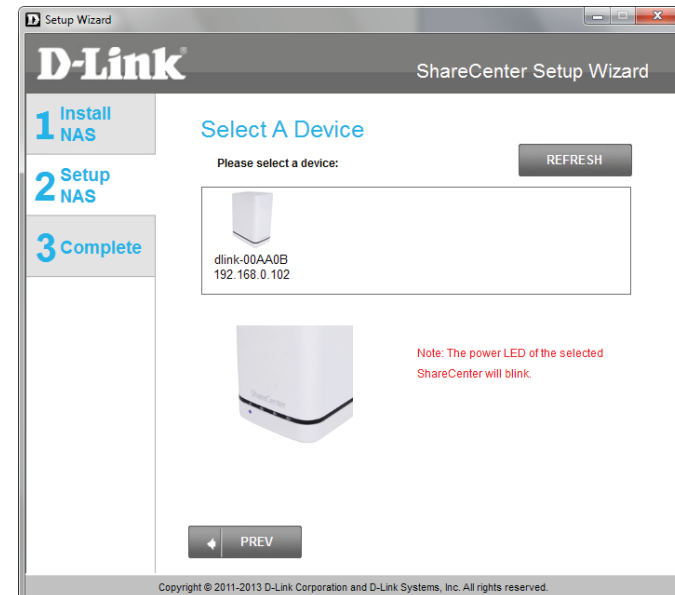 Setup Wizard
D-Link
ShareCenter Setup Wizard
1 Install
NAS
2 Setup
NAS
3 Complete
Select A Device
Please select a device:
REFRESH
dlink-00AA0B
192.168.0.102
ShareCenter
Note: The power LED of the selected
ShareCenter will blink.
PREV
Copyright © 2011-2013 D-Link Corporation and D-Link Systems, Inc. All rights reserved.